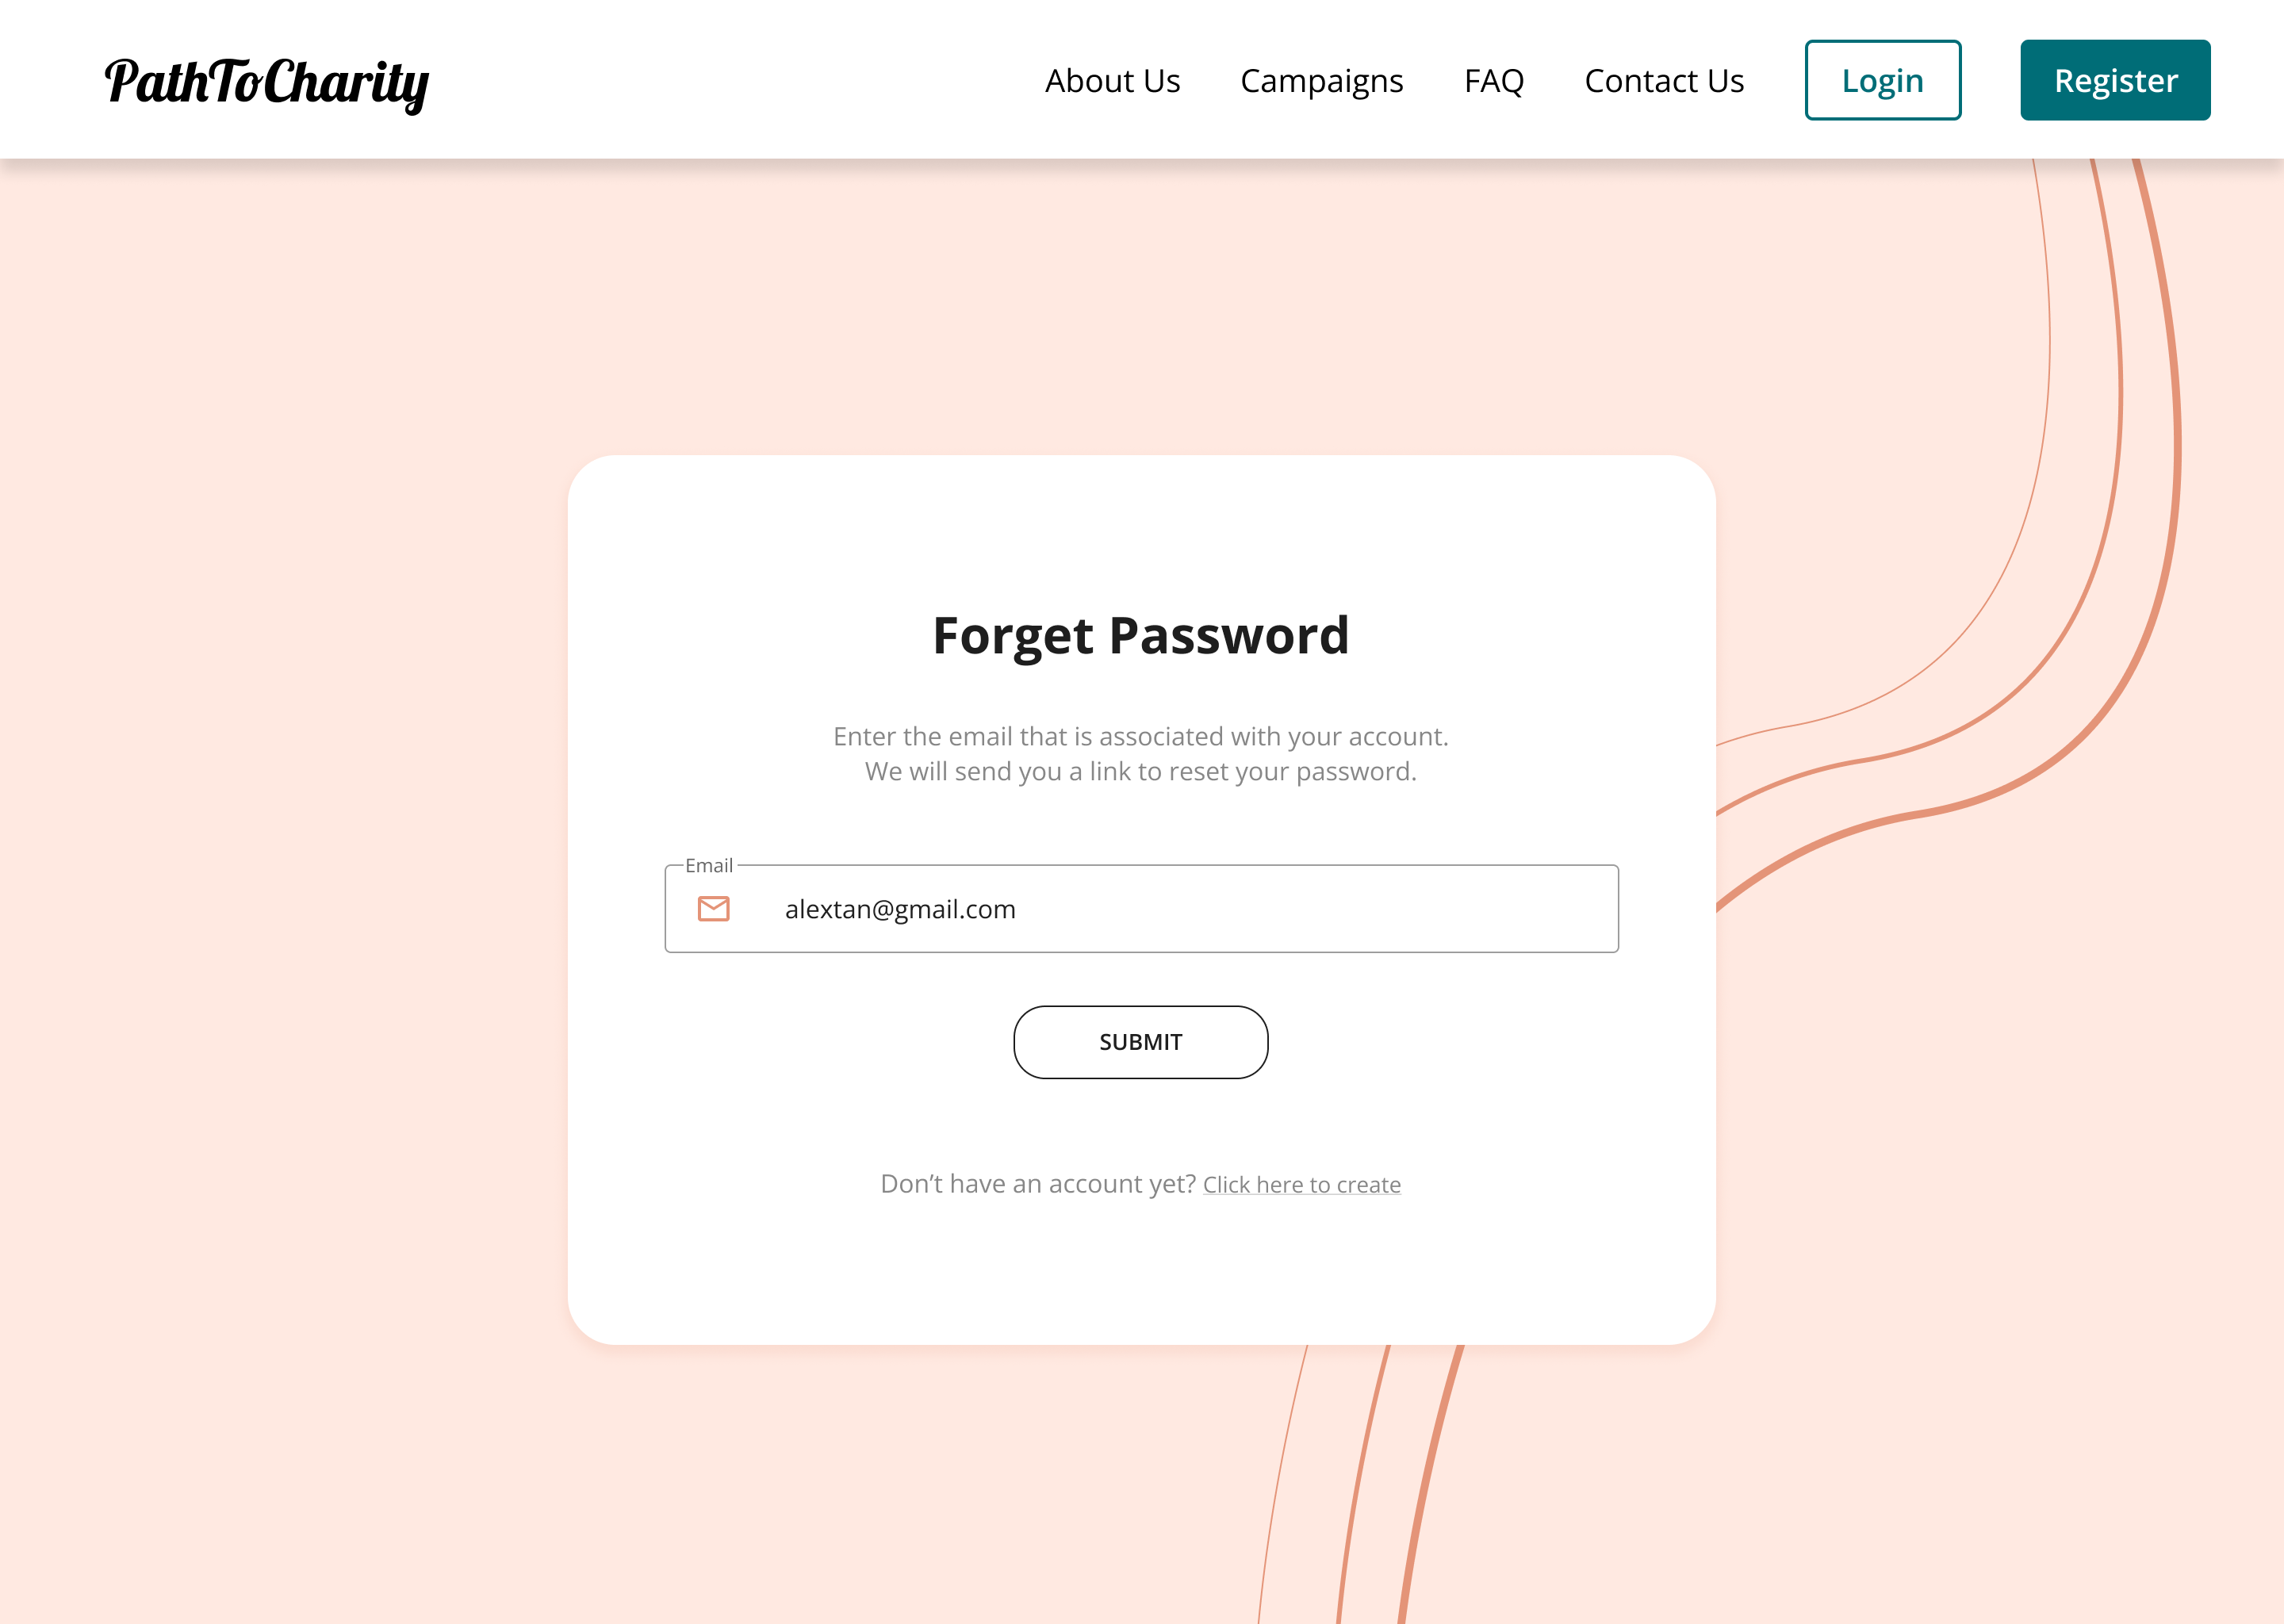 PathToCharity
About Us Campaigns FAQ Contact Us Login Register
Forget Password
Enter the email that is associated with your account.
We will send you a link to reset your password.
Email
alextan@gmail.com
SUBMIT
Don’t have an account yet? Click here to create